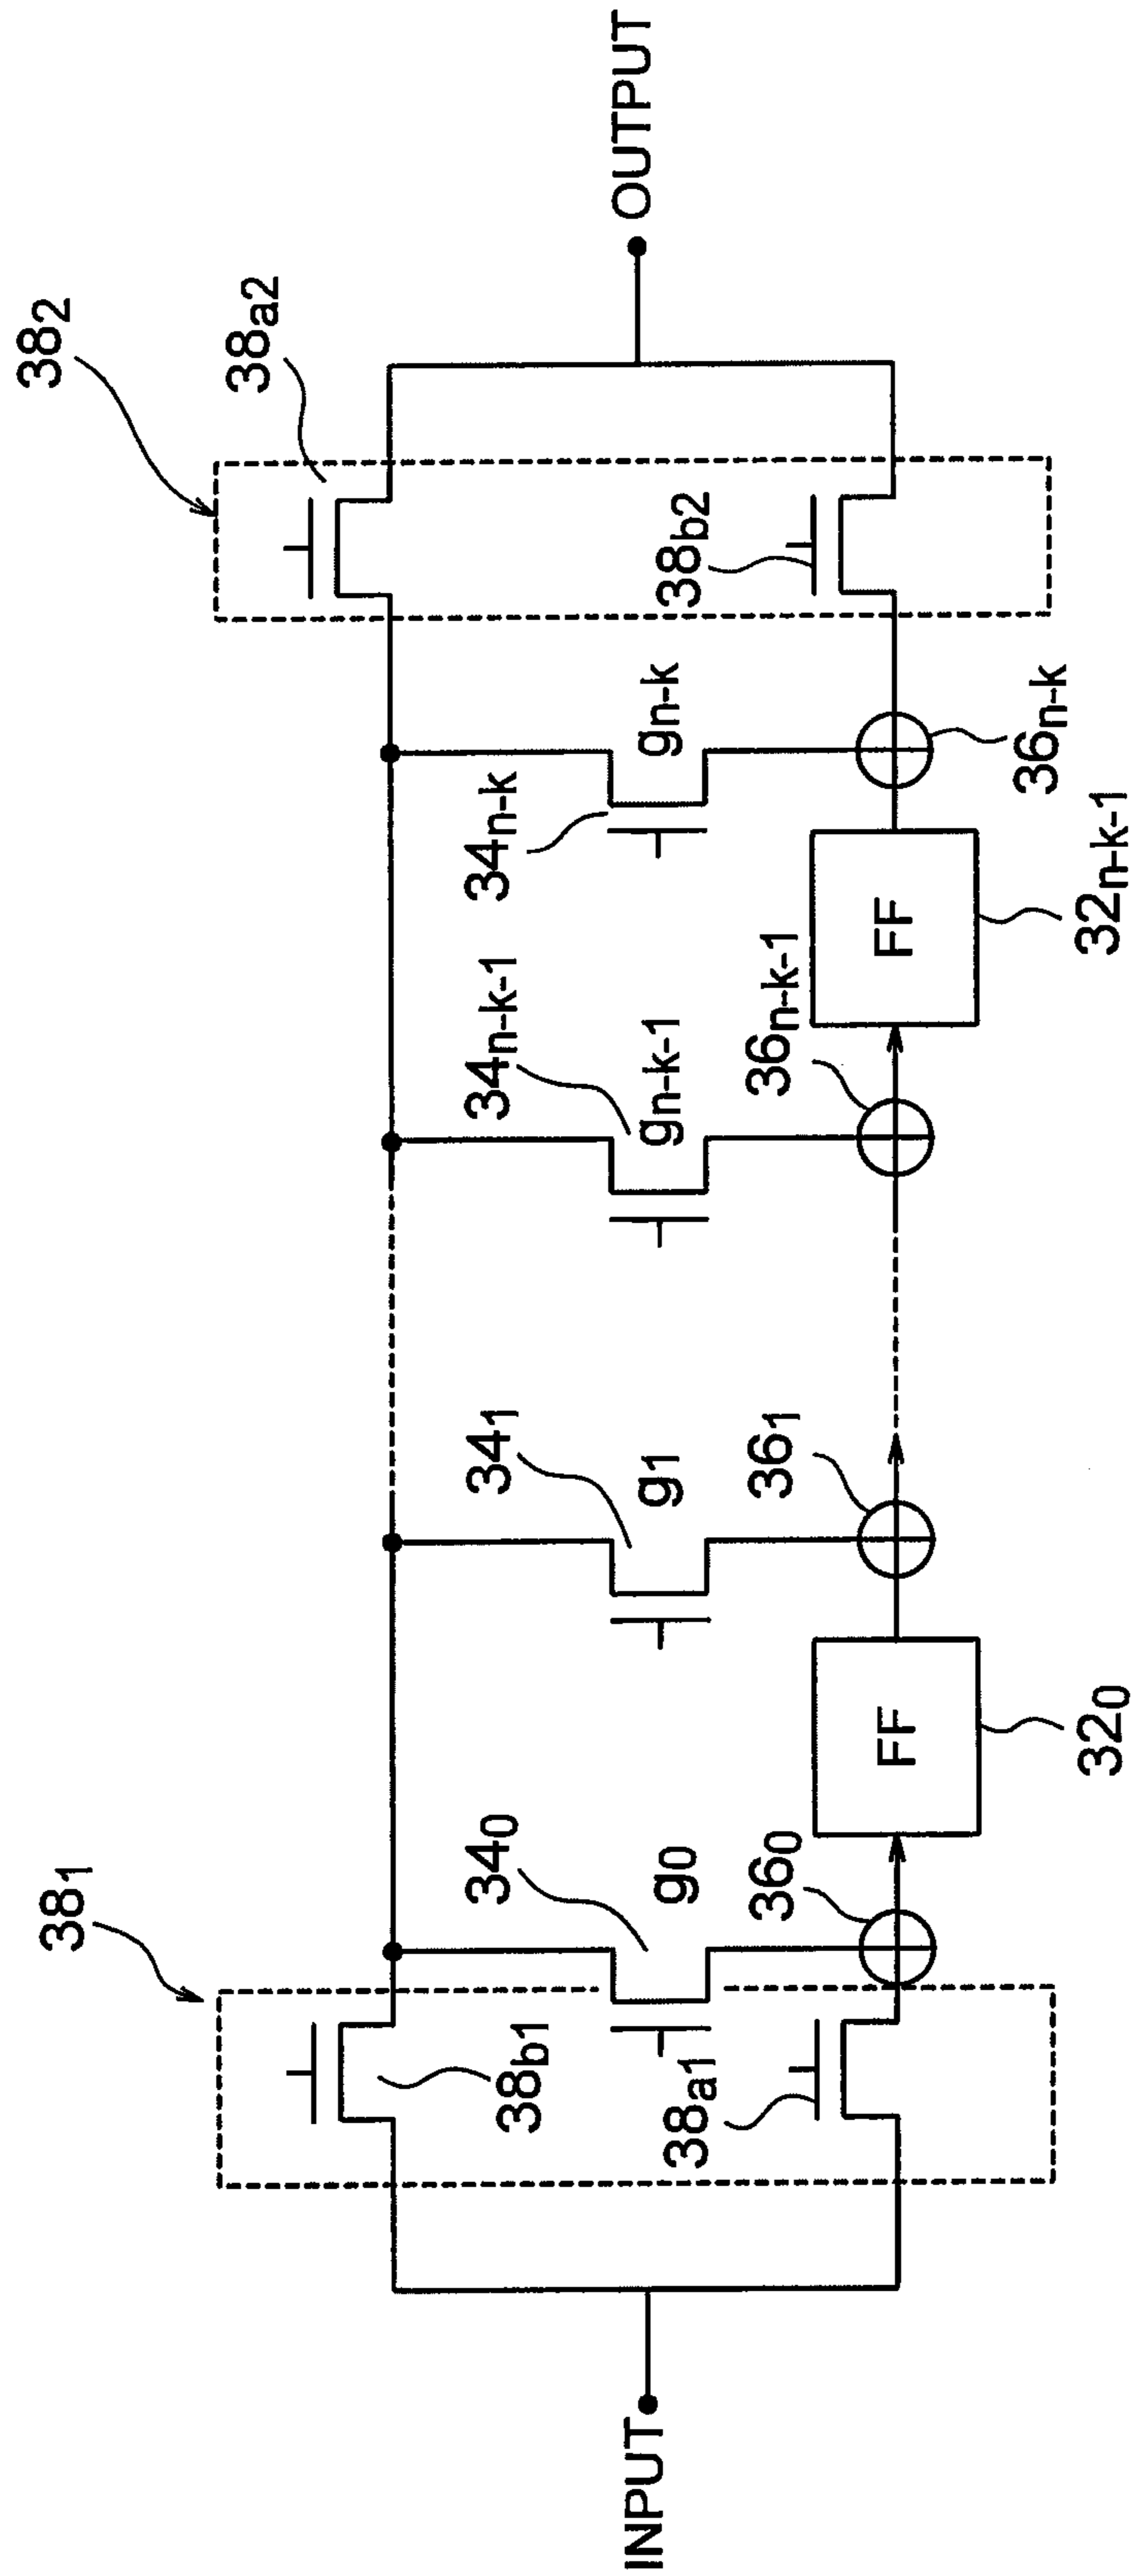 38₂
38ₐ₂
OUTPUT
38b2
gn-k
34n-k
36n-k
FF
32n-k-1
34n-k-1
gn-k-1
36n-k-1
34₁
g₁
36₁
FF
32₀
34₀
g₀
36₀
38₁
38b1
38a1
INPUT